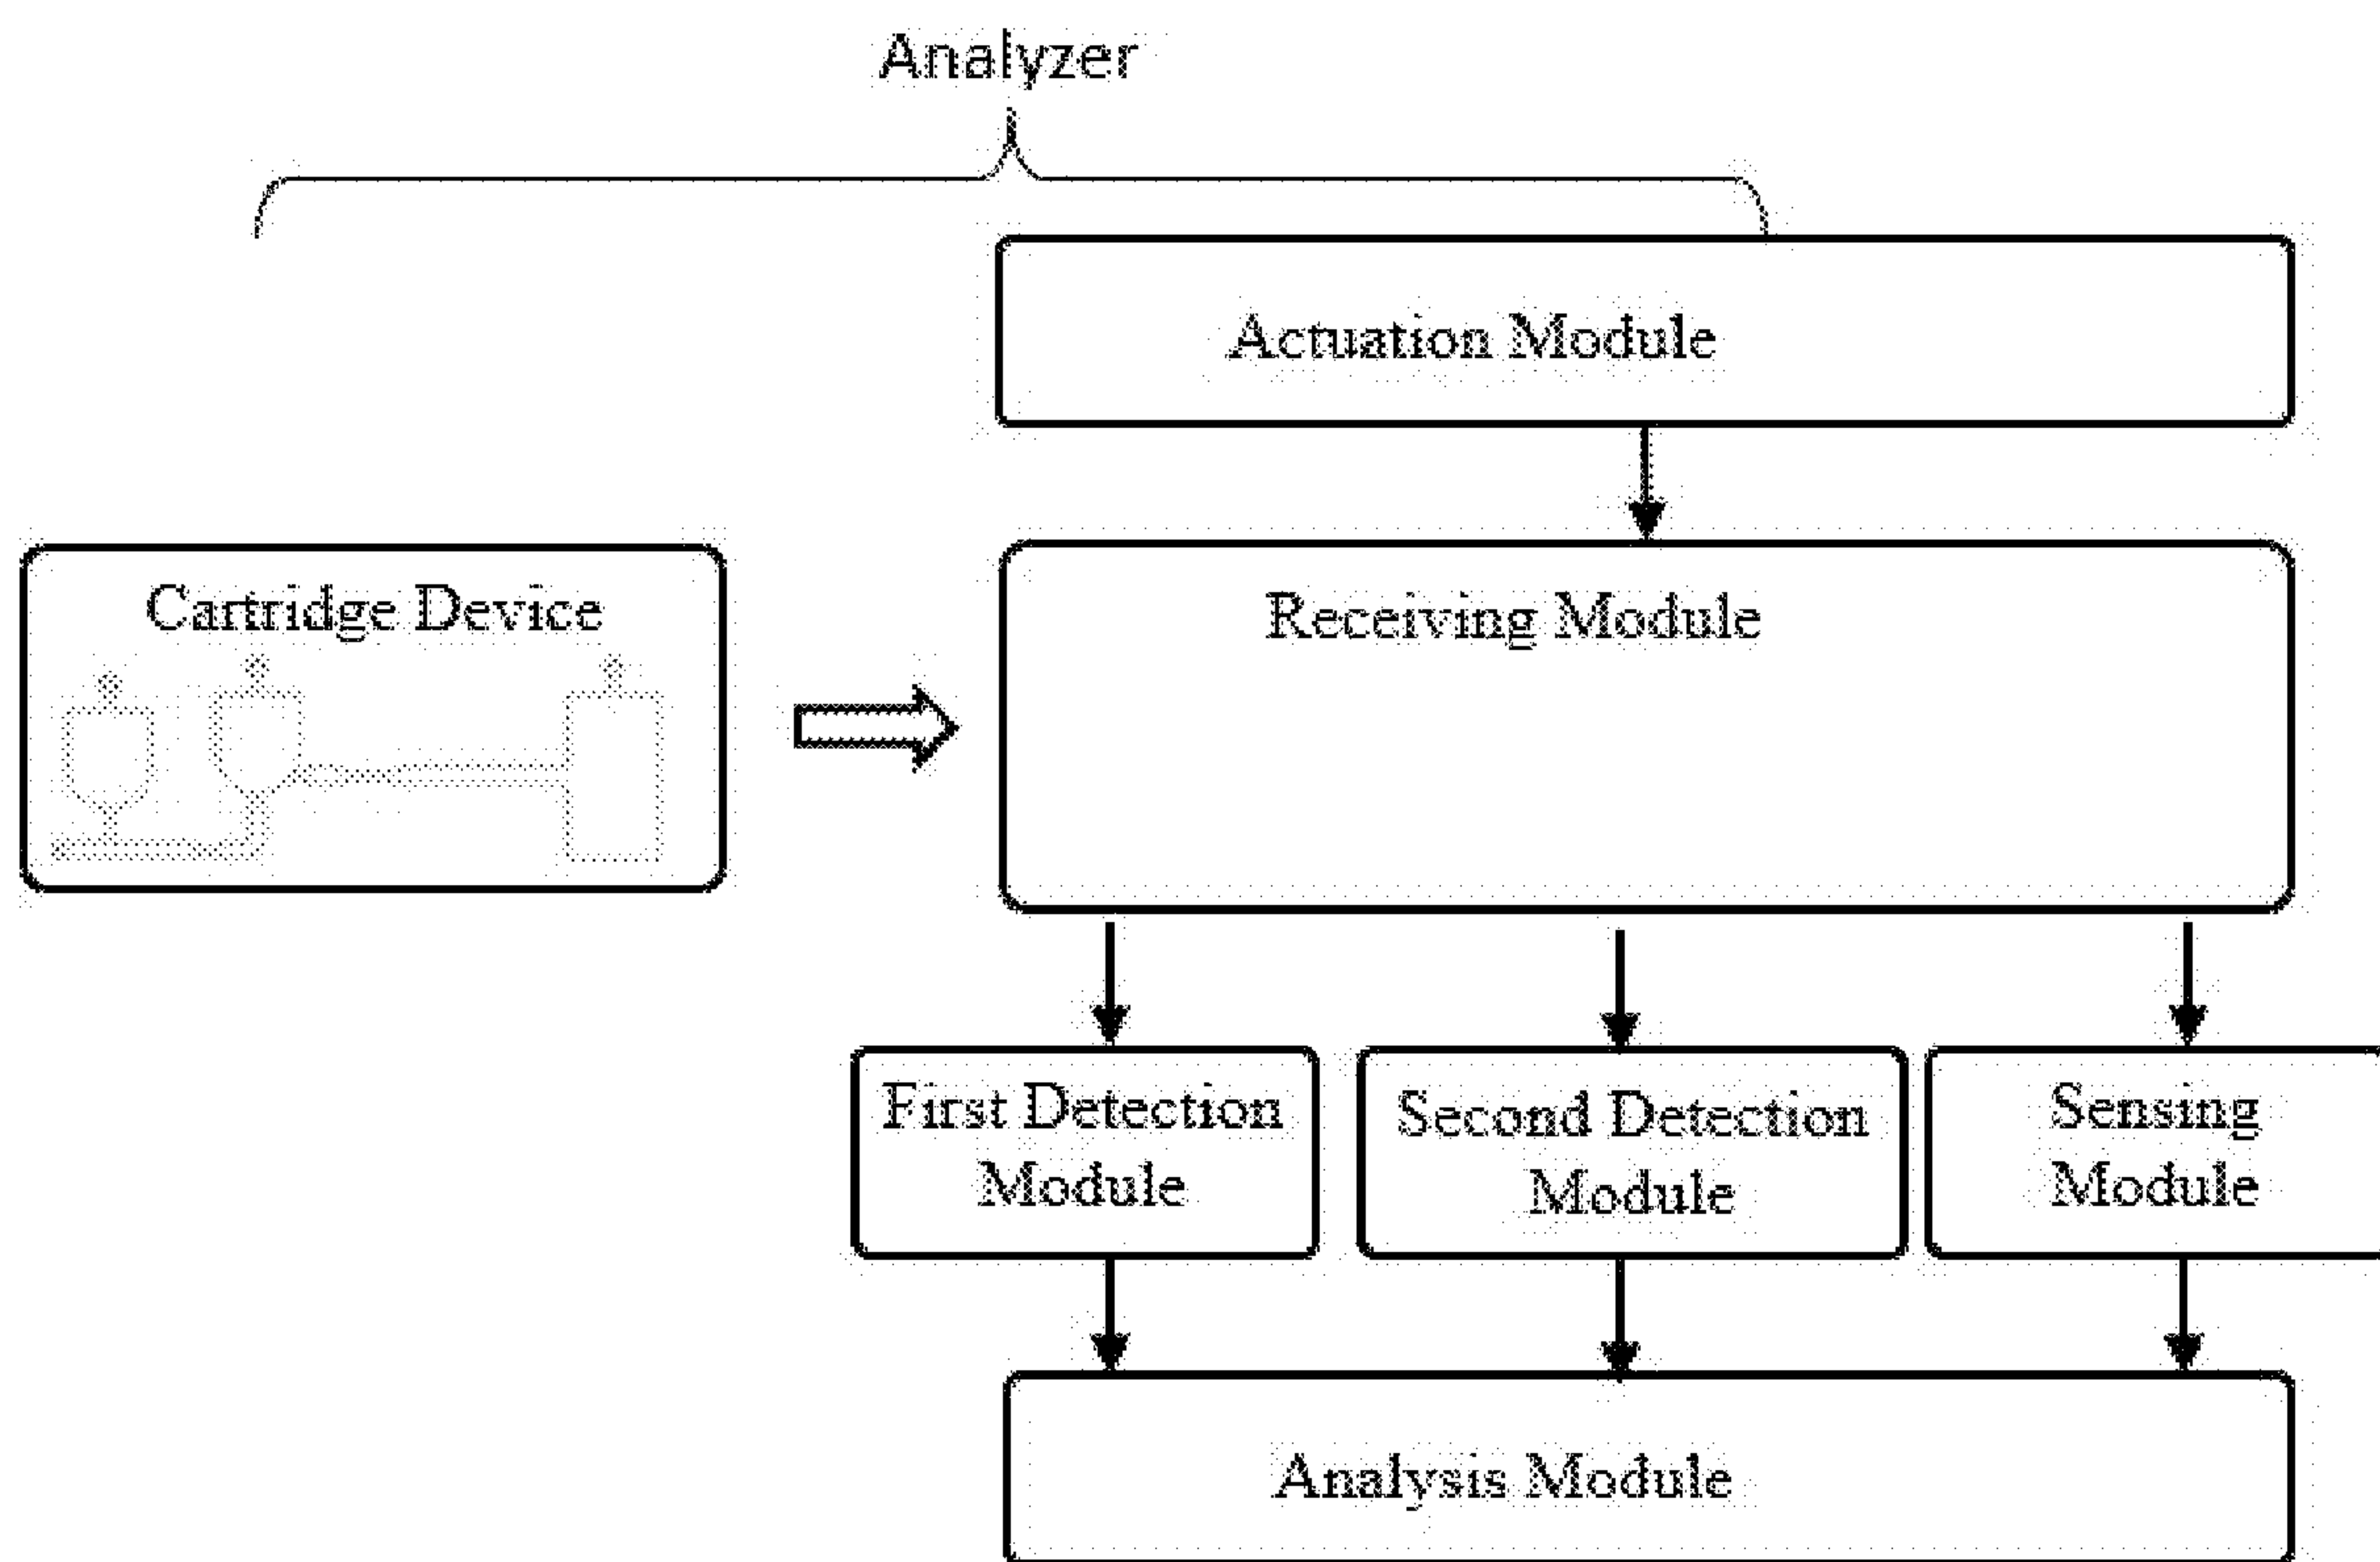 Analyzer
Actuation Module
Cartridge Device
Receiving Module
First Detection
Module
Second Detection
Module
Sensing
Module
Analysis Module